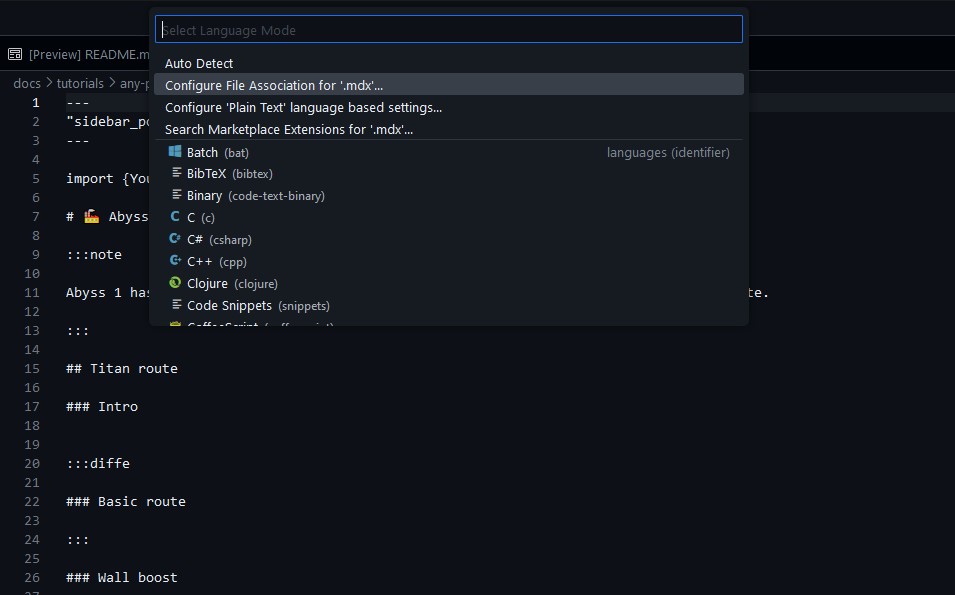 Select Language Mode
[Preview] README.m
Auto Detect
docs > tutorials > any-p
Configure File Association for '.mdx'...
Configure 'Plain Text' language based settings...
Search Marketplace Extensions for '.mdx'...
Batch (bat) languages (identifier)
BibTeX (bibtex)
Binary (code-text-binary)
C (c)
C# (csharp)
C++ (cpp)
Clojure (clojure)
Code Snippets (snippets)
1 ---
2 "sidebar_po
3 ---
4
5 import {You
6
7 # 🏭 Abyss
8
9 :::note
10
11 Abyss 1 has te.
12
13 :::
14
15 ## Titan route
16
17 ### Intro
18
19
20 :::diffe
21
22 ### Basic route
23
24 :::
25
26 ### Wall boost